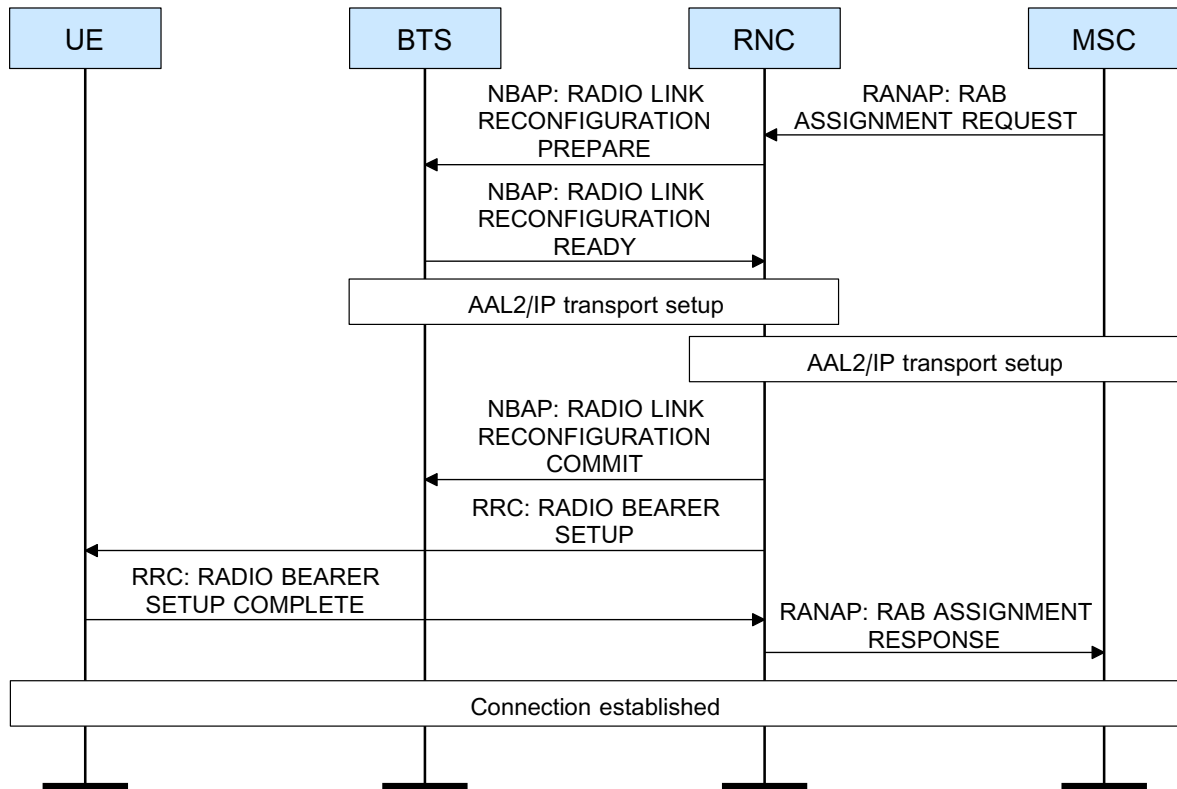 UE
BTS
RNC
MSC
NBAP: RADIO LINK
RECONFIGURATION
PREPARE
RANAP: RAB
ASSIGNMENT REQUEST
NBAP: RADIO LINK
RECONFIGURATION
READY
AAL2/IP transport setup
AAL2/IP transport setup
NBAP: RADIO LINK
RECONFIGURATION
COMMIT
RRC: RADIO BEARER
SETUP
RRC: RADIO BEARER
SETUP COMPLETE
RANAP: RAB ASSIGNMENT
RESPONSE
Connection established